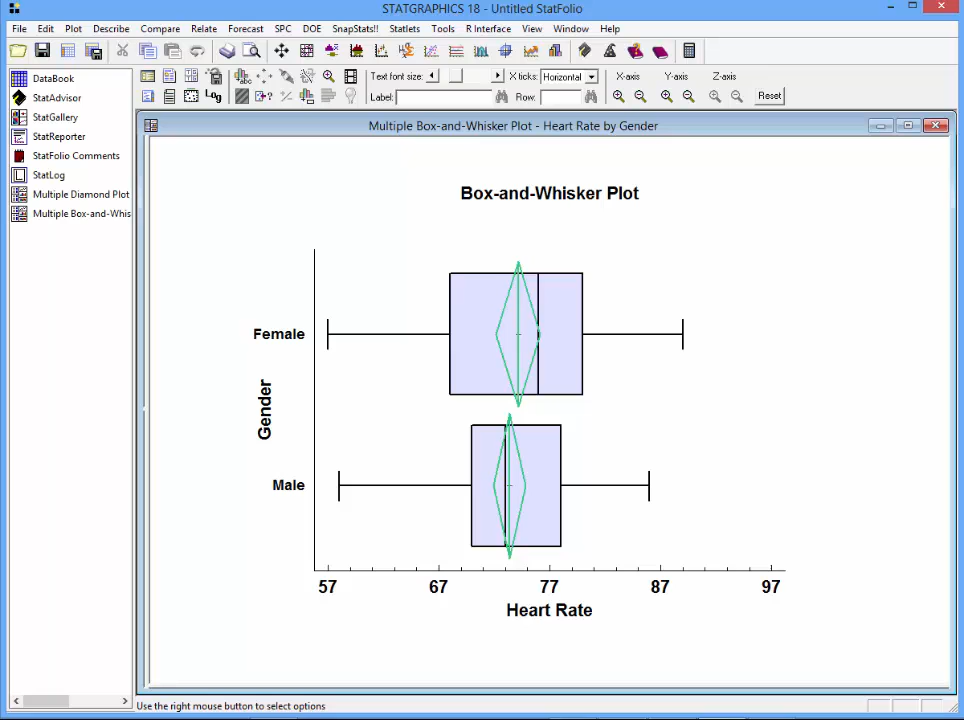 STATGRAPHICS 18 - Untitled StatFolio
File Edit Plot Describe Compare Relate Forecast SPC DOE SnapStats!! Statlets Tools R Interface View Window Help
Text font size: X ticks: Horizontal X-axis Y-axis Z-axis
Label: Row: Reset
Log
DataBook
StatAdvisor
StatGallery
StatReporter
StatFolio Comments
StatLog
Multiple Diamond Plot
Multiple Box-and-Whis
Multiple Box-and-Whisker Plot - Heart Rate by Gender
Box-and-Whisker Plot
Female
Gender
Male
57 67 77 87 97
Heart Rate
Use the right mouse button to select options